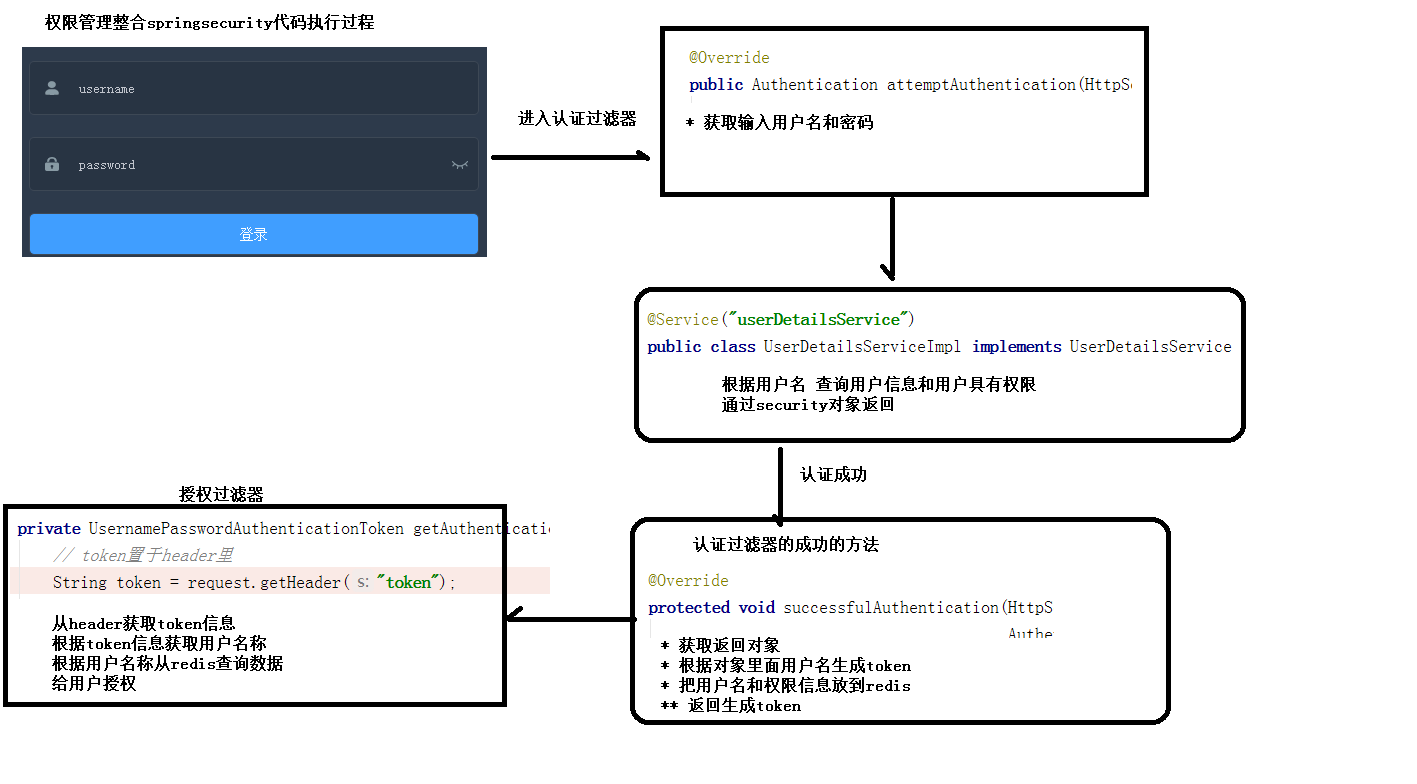 权限管理整合springsecurity代码执行过程
username
password
登录
进入认证过滤器
@Override
public Authentication attemptAuthentication(HttpSe
* 获取输入用户名和密码
@Service("userDetailsService")
public class UserDetailsServiceImpl implements UserDetailsService
根据用户名 查询用户信息和用户具有权限
通过security对象返回
认证成功
认证过滤器的成功的方法
@Override
protected void successfulAuthentication(HttpS
Authe
* 获取返回对象
* 根据对象里面用户名生成token
* 把用户名和权限信息放到redis
** 返回生成token
授权过滤器
private UsernamePasswordAuthenticationToken getAuthenticatio
// token置于header里
String token = request.getHeader( s: "token");
从header获取token信息
根据token信息获取用户名称
根据用户名称从redis查询数据
给用户授权